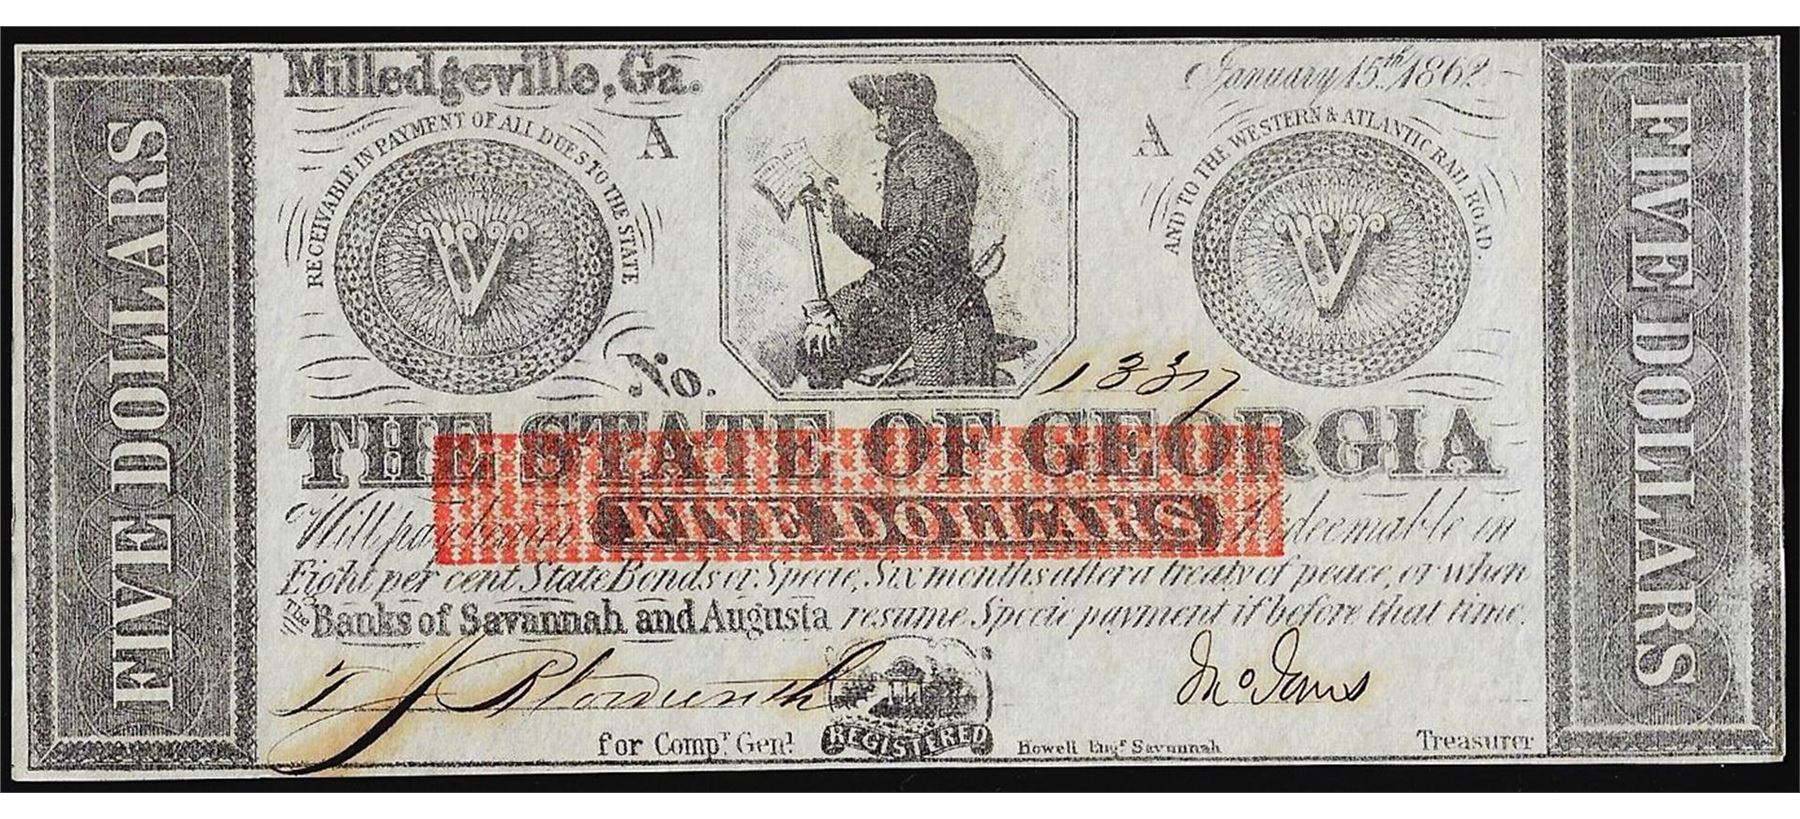 FIVE DOLLARS
Milledgeville, Ga.
January 15th 1862
A
A
RECEIVABLE IN PAYMENT OF ALL DUES TO THE STATE
AND TO THE WESTERN & ATLANTIC RAIL ROAD.
V
V
No. 13317
THE STATE OF GEORGIA
Will pay bearer FIVE DOLLARS Redeemable in
Eight per cent State Bonds or Specie, Six months after a treaty of peace, or when
The Banks of Savannah and Augusta resume Specie payment if before that time.
for Compr Genl
REGISTERED
Howell Engr Savannah
Treasurer
FIVE DOLLARS